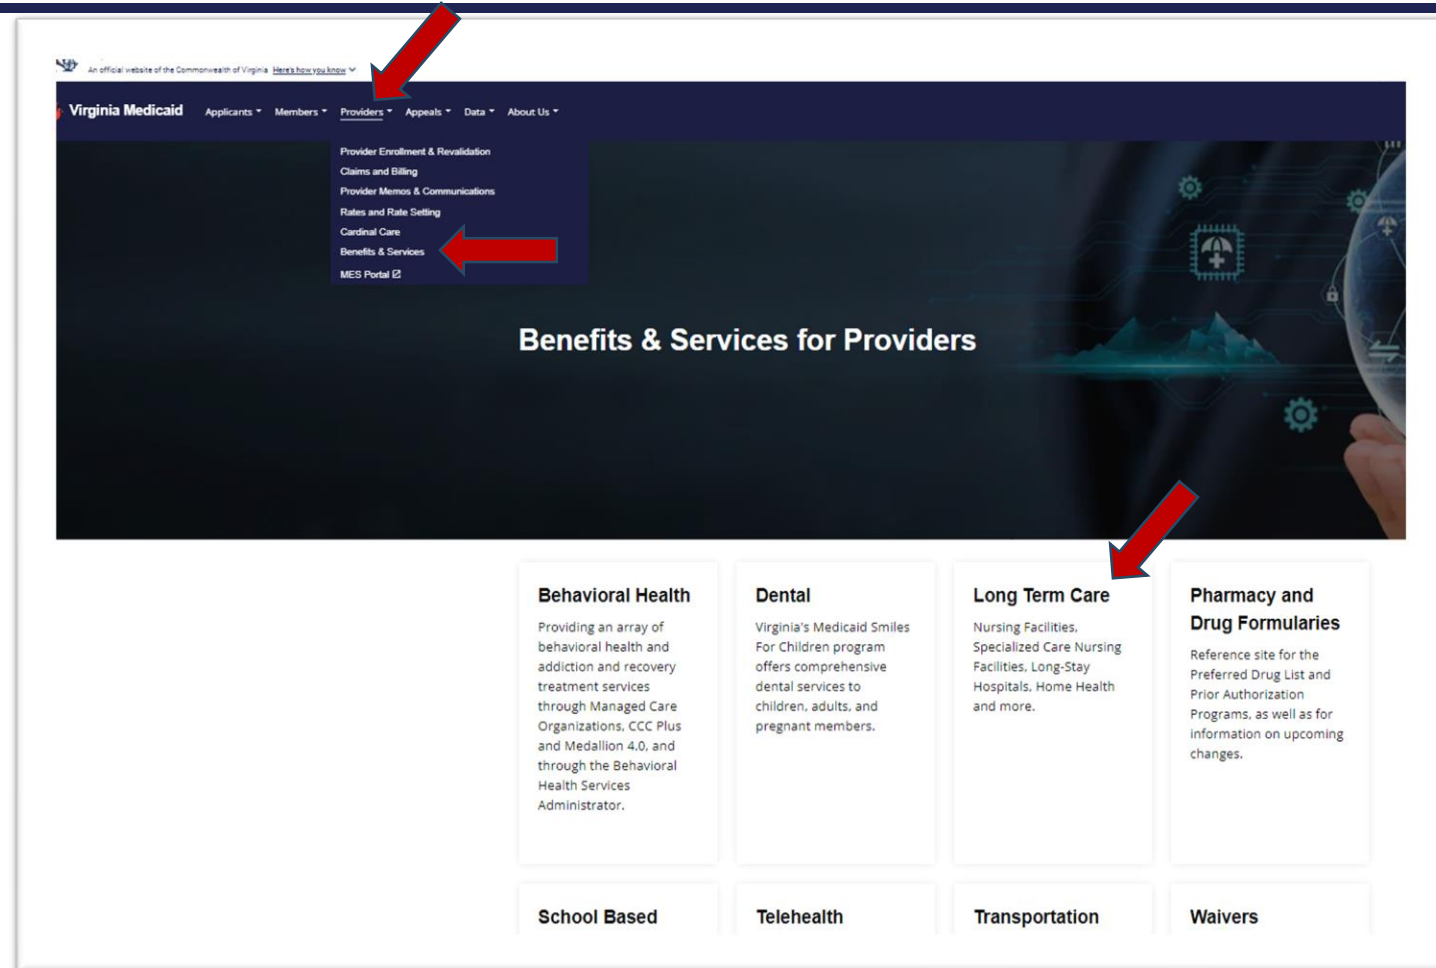 An official website of the Commonwealth of Virginia Here's how you know
Virginia Medicaid Applicants Members Providers Appeals Data About Us
Provider Enrollment & Revalidation
Claims and Billing
Provider Memos & Communications
Rates and Rate Setting
Cardinal Care
Benefits & Services
MES Portal
Benefits & Services for Providers
Behavioral Health
Providing an array of
behavioral health and
addiction and recovery
treatment services
through Managed Care
Organizations, CCC Plus
and Medallion 4.0, and
through the Behavioral
Health Services
Administrator.
Dental
Virginia's Medicaid Smiles
For Children program
offers comprehensive
dental services to
children, adults, and
pregnant members.
Long Term Care
Nursing Facilities,
Specialized Care Nursing
Facilities, Long-Stay
Hospitals, Home Health
and more.
Pharmacy and
Drug Formularies
Reference site for the
Preferred Drug List and
Prior Authorization
Programs, as well as for
information on upcoming
changes.
School Based
Telehealth
Transportation
Waivers